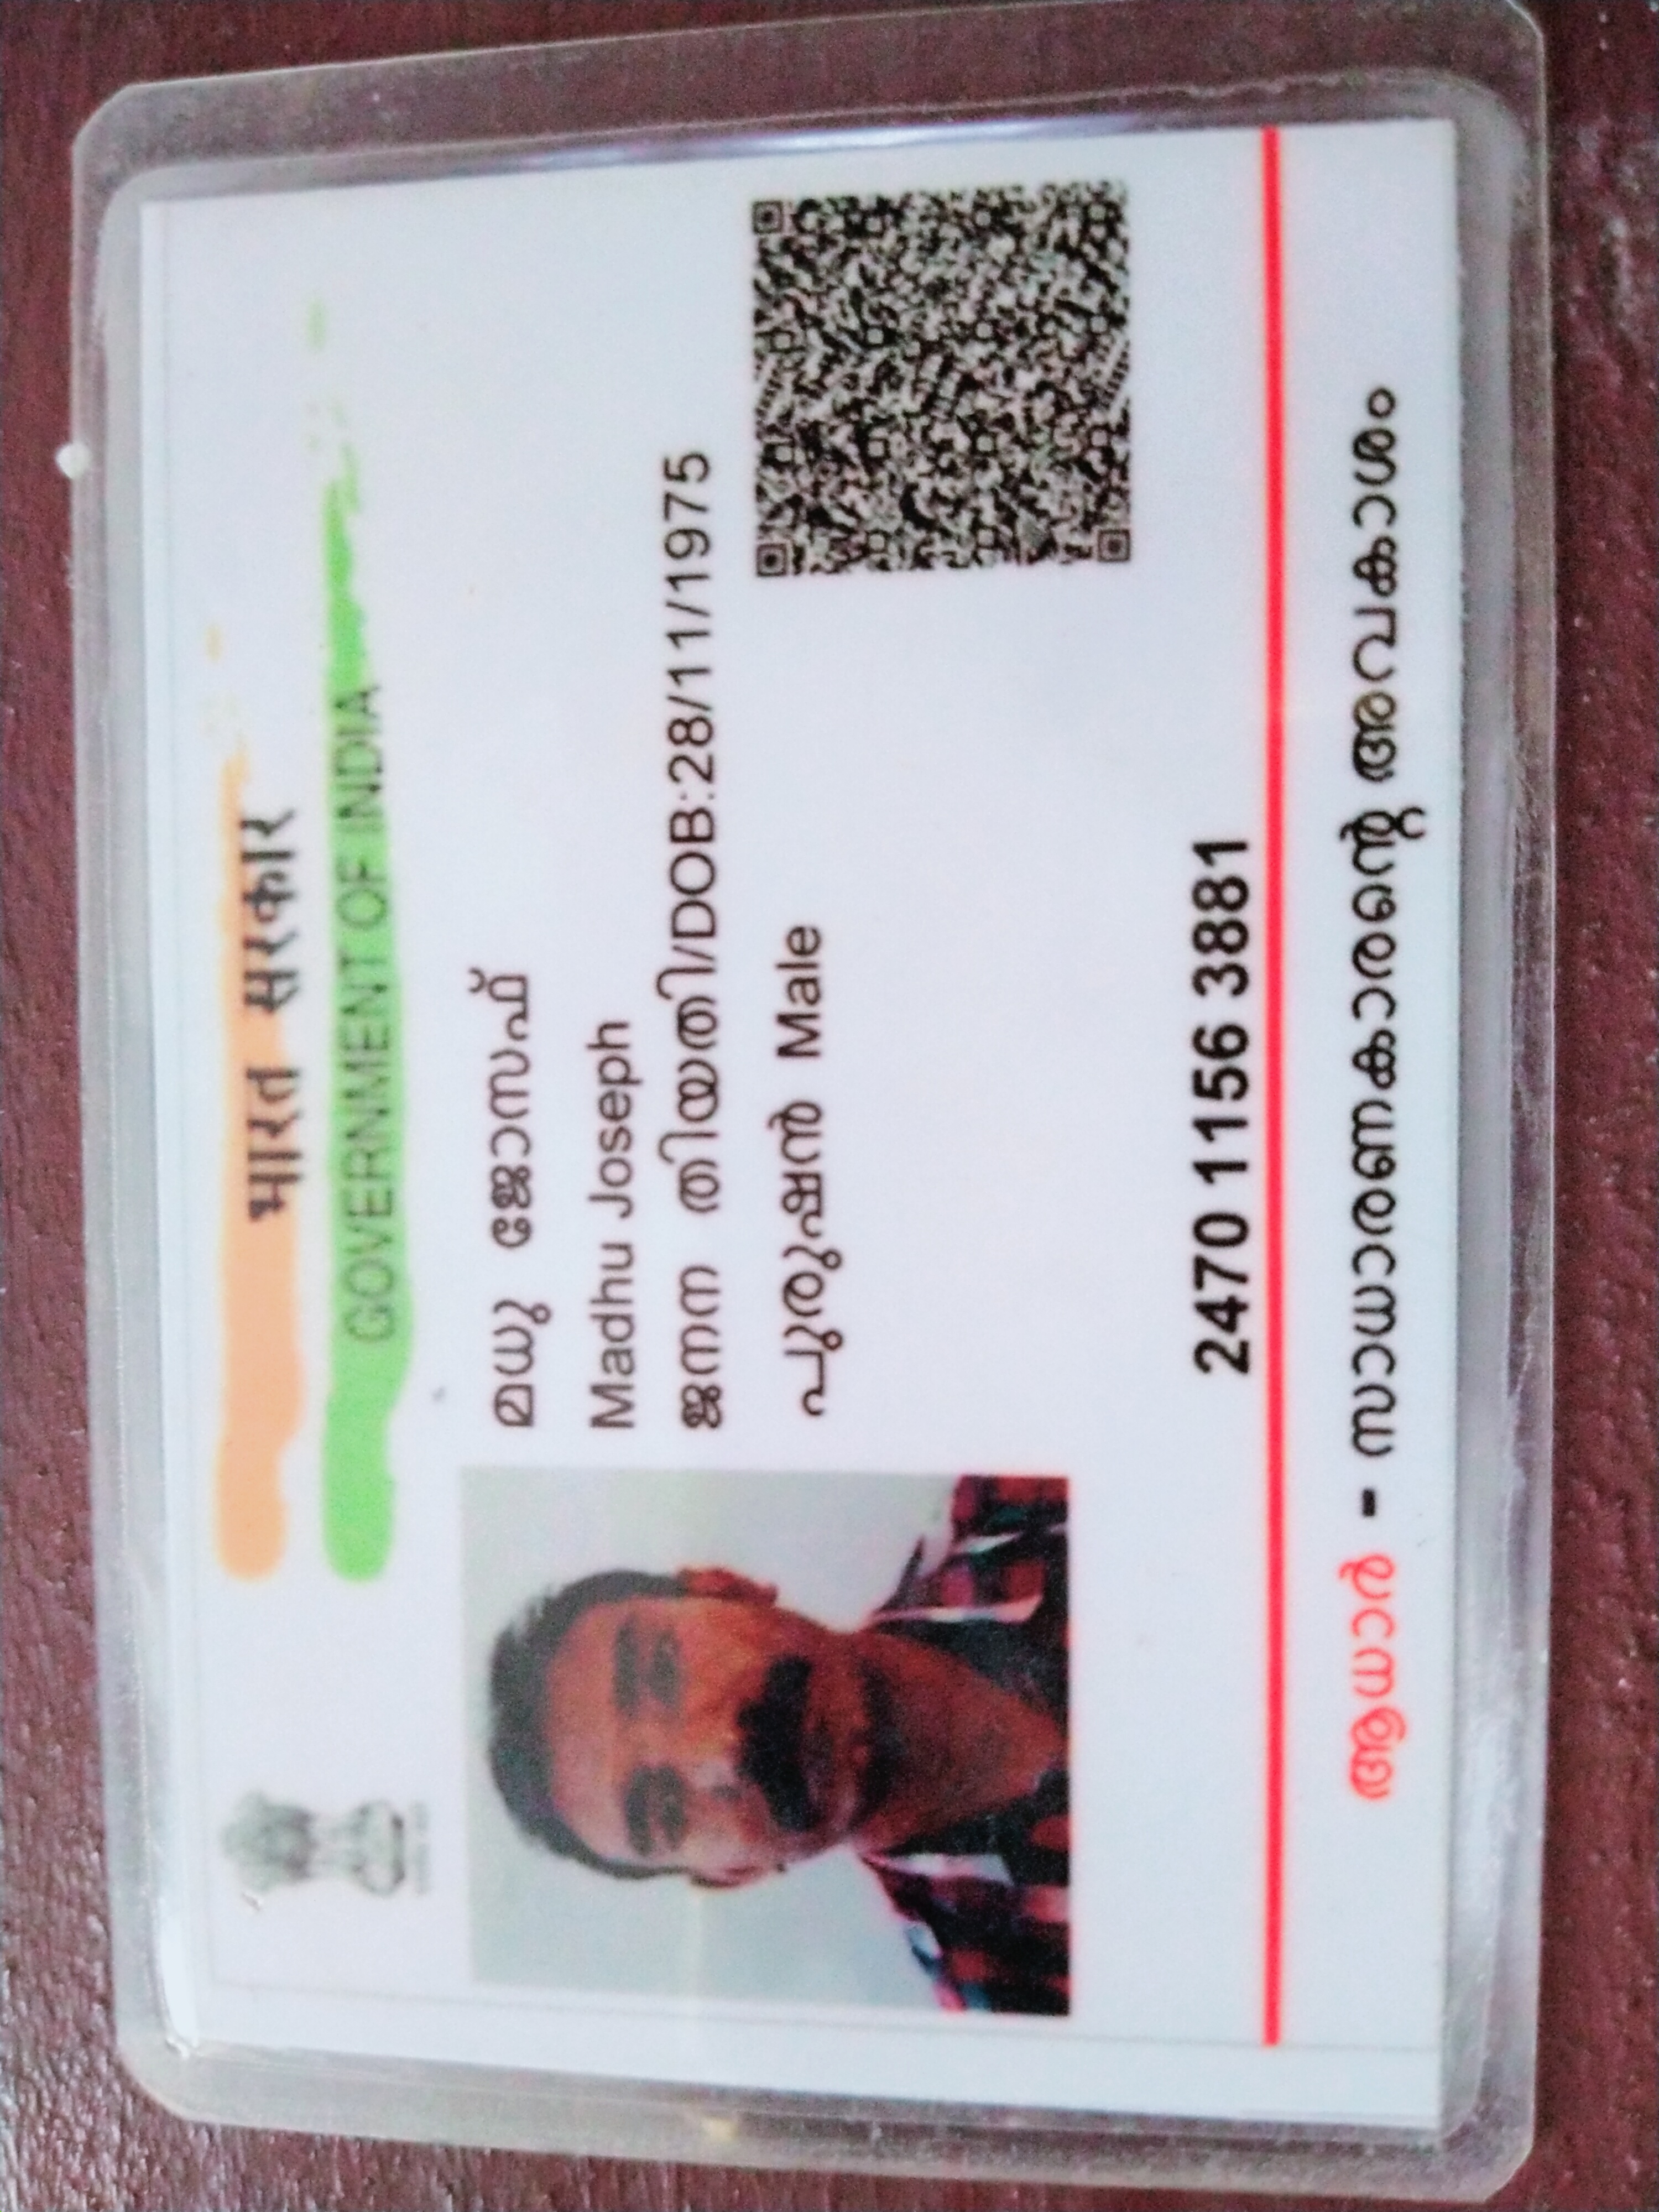 भारत सरकार
GOVERNMENT OF INDIA
മധു ജോസഫ്
Madhu Joseph
ജനന തിയതി/DOB:28/11/1975
പുരുഷൻ Male
2470 1156 3881
ആധാർ - സാധാരണക്കാരന്റെ അവകാശം